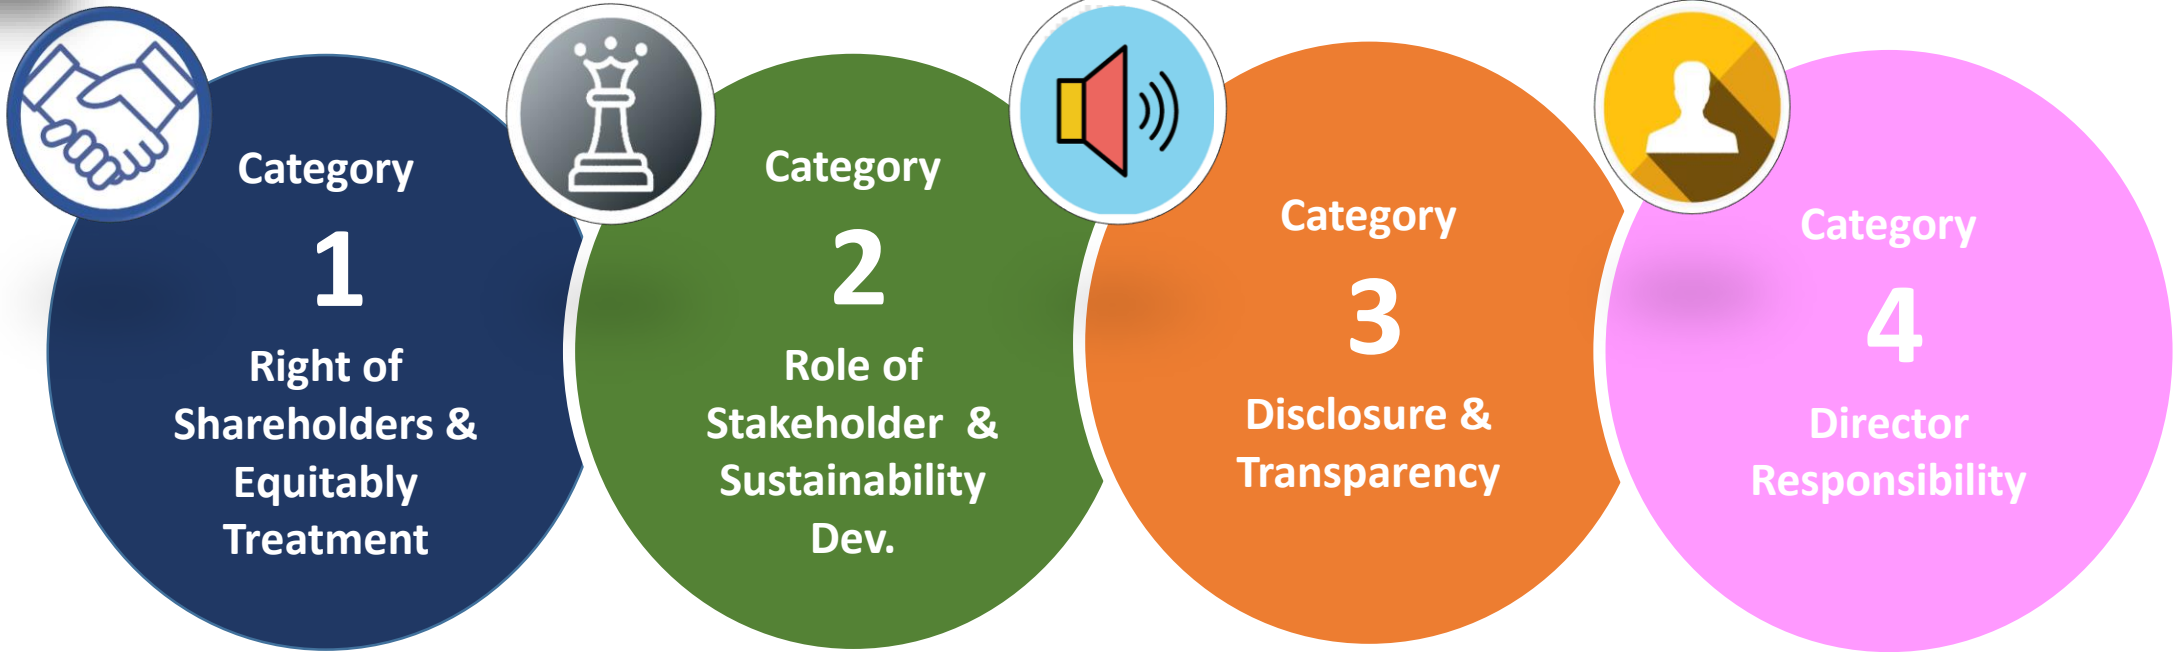 Category
1
Right of
Shareholders &
Equitably
Treatment
Category
2
Role of
Stakeholder  &
Sustainability
Dev.
Category
3
Disclosure &
Transparency
Category
4
Director
Responsibility